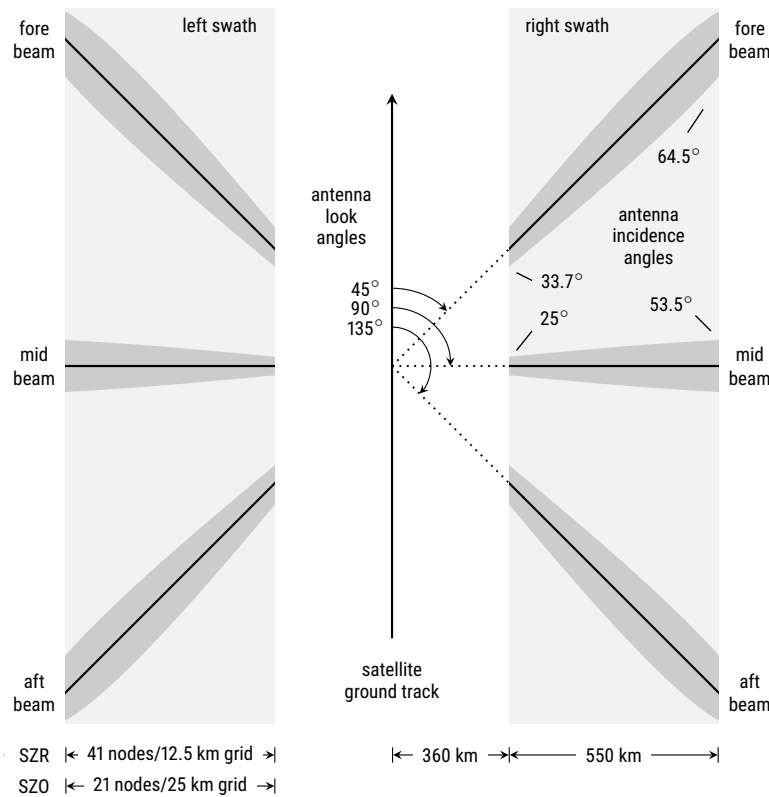 fore
beam
left swath
right swath
fore
beam
64.5°
antenna
look
angles
antenna
incidence
angles
45°
90°
135°
33.7°
25°
53.5°
mid
beam
mid
beam
satellite
ground track
aft
beam
aft
beam
SZR 41 nodes/12.5 km grid
360 km
550 km
SZO 21 nodes/25 km grid